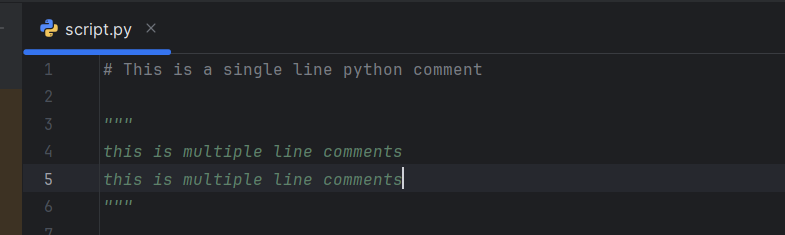 script.py
1 # This is a single line python comment
2
3 """
4 this is multiple line comments
5 this is multiple line comments
6 """
7